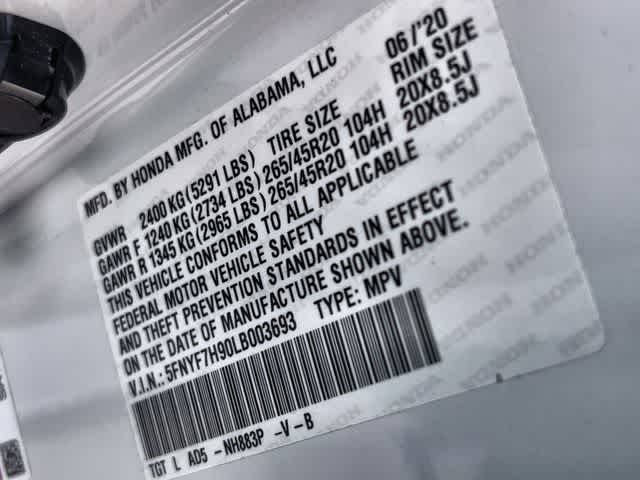 MFD. BY HONDA MFG. OF ALABAMA, LLC 06/'20
GVWR 2400 KG (5291 LBS) TIRE SIZE RIM SIZE
GAWR F 1240 KG (2734 LBS) 265/45R20 104H 20X8.5J
GAWR R 1345 KG (2965 LBS) 265/45R20 104H 20X8.5J
THIS VEHICLE CONFORMS TO ALL APPLICABLE
FEDERAL MOTOR VEHICLE SAFETY
AND THEFT PREVENTION STANDARDS IN EFFECT
ON THE DATE OF MANUFACTURE SHOWN ABOVE.
V.I.N.: 5FNYF7H90LB003693 TYPE: MPV
TGT L AD5 -NH883P -V-B